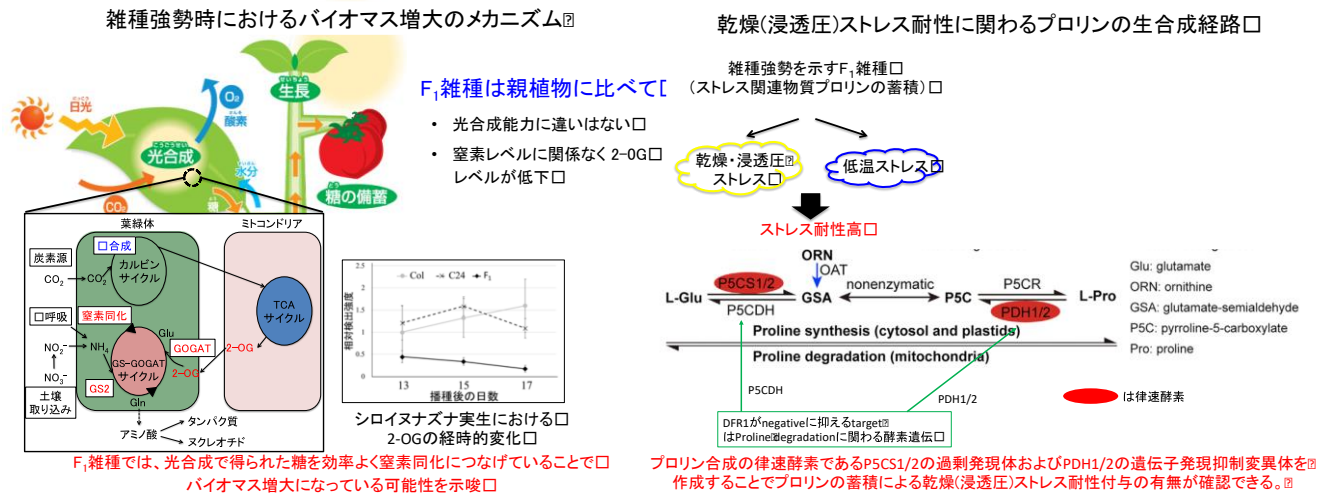 雑種強勢時におけるバイオマス増大のメカニズム
日光
O₂
酸素
せいちょう
生長
こうごうせい
光合成
水分
CO₂
糖
とう
糖の備蓄
F₁雑種は親植物に比べて
• 光合成能力に違いはない□
• 窒素レベルに関係なく 2-OG□
レベルが低下□
葉緑体
ミトコンドリア
炭素源
CO₂
CO₂
□合成
カルビン
サイクル
TCA
サイクル
窒素同化
□呼吸
NO₂⁻
NH₄
Glu
GOGAT
2-OG
2-OG
GS-GOGAT
サイクル
NO₃⁻
GS2
土壌
取り込み
Gln
アミノ酸
タンパク質
ヌクレオチド
Col C24 F₁
相対検出強度
2.5
2
1.5
1
0.5
0
13 15 17
播種後の日数
シロイヌナズナ実生における□
2-OGの経時的変化□
F₁雑種では、光合成で得られた糖を効率よく窒素同化につなげていることで□
バイオマス増大になっている可能性を示唆□
乾燥(浸透圧)ストレス耐性に関わるプロリンの生合成経路□
雑種強勢を示すF₁雑種□
(ストレス関連物質プロリンの蓄積)□
乾燥・浸透圧
ストレス□
低温ストレス□
ストレス耐性高□
ORN
OAT
L-Glu
P5CS1/2
P5CDH
GSA
nonenzymatic
P5C
P5CR
PDH1/2
L-Pro
Proline synthesis (cytosol and plastids)
Proline degradation (mitochondria)
Glu: glutamate
ORN: ornithine
GSA: glutamate-semialdehyde
P5C: pyrroline-5-carboxylate
Pro: proline
P5CDH
PDH1/2
は律速酵素
DFR1がnegativeに抑えるtarget
はProline degradationに関わる酵素遺伝□
プロリン合成の律速酵素であるP5CS1/2の過剰発現体およびPDH1/2の遺伝子発現抑制変異体を
作成することでプロリンの蓄積による乾燥(浸透圧)ストレス耐性付与の有無が確認できる。